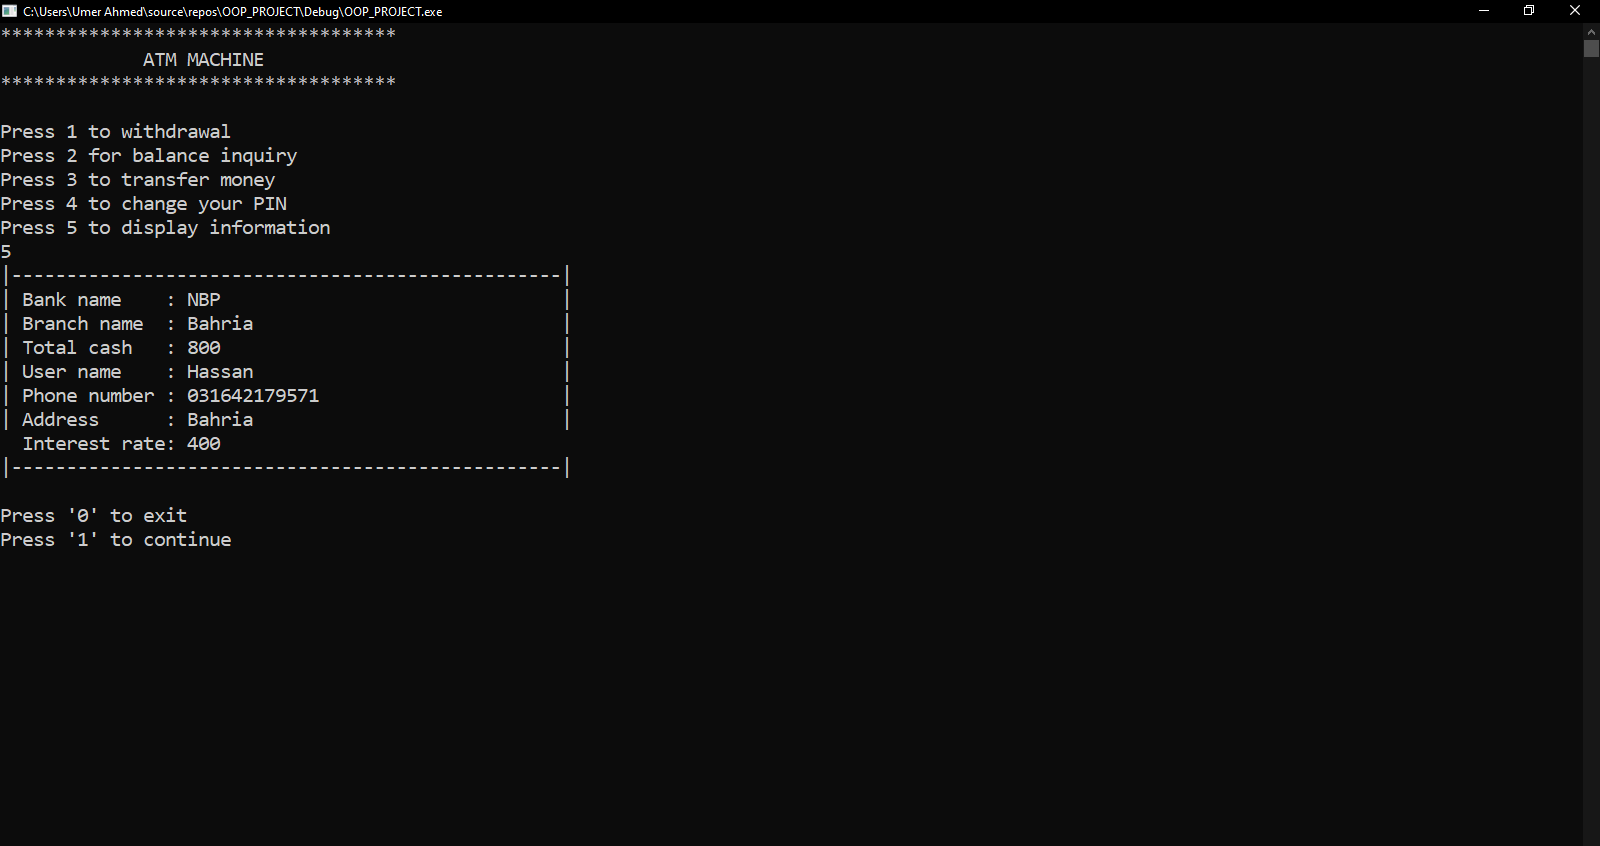 C:\Users\Umer Ahmed\source\repos\OOP_PROJECT\Debug\OOP_PROJECT.exe
************************************
             ATM MACHINE
************************************
Press 1 to withdrawal
Press 2 for balance inquiry
Press 3 to transfer money
Press 4 to change your PIN
Press 5 to display information
5
|--------------------------------------------------|
| Bank name    : NBP                               |
| Branch name  : Bahria                            |
| Total cash   : 800                               |
| User name    : Hassan                            |
| Phone number : 031642179571                      |
| Address      : Bahria                            |
  Interest rate: 400
|--------------------------------------------------|
Press '0' to exit
Press '1' to continue